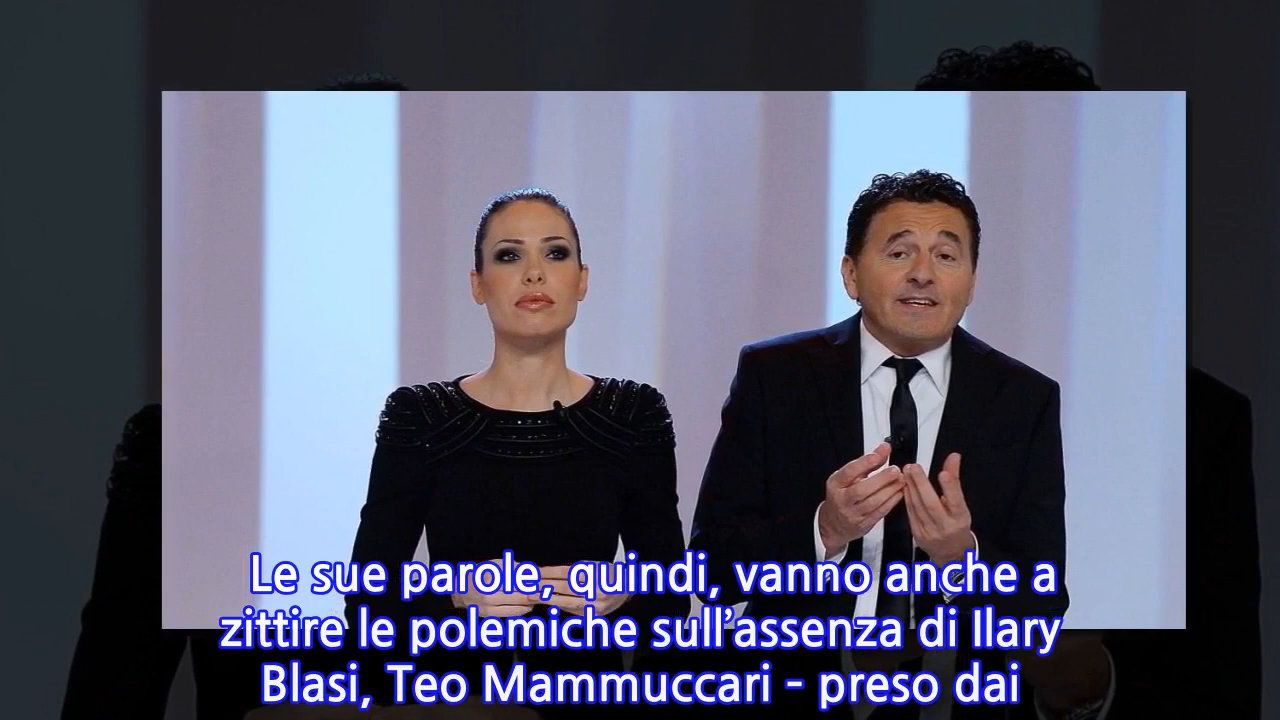 Le sue parole, quindi, vanno anche a
zittire le polemiche sull’assenza di Ilary
Blasi, Teo Mammuccari - preso dai